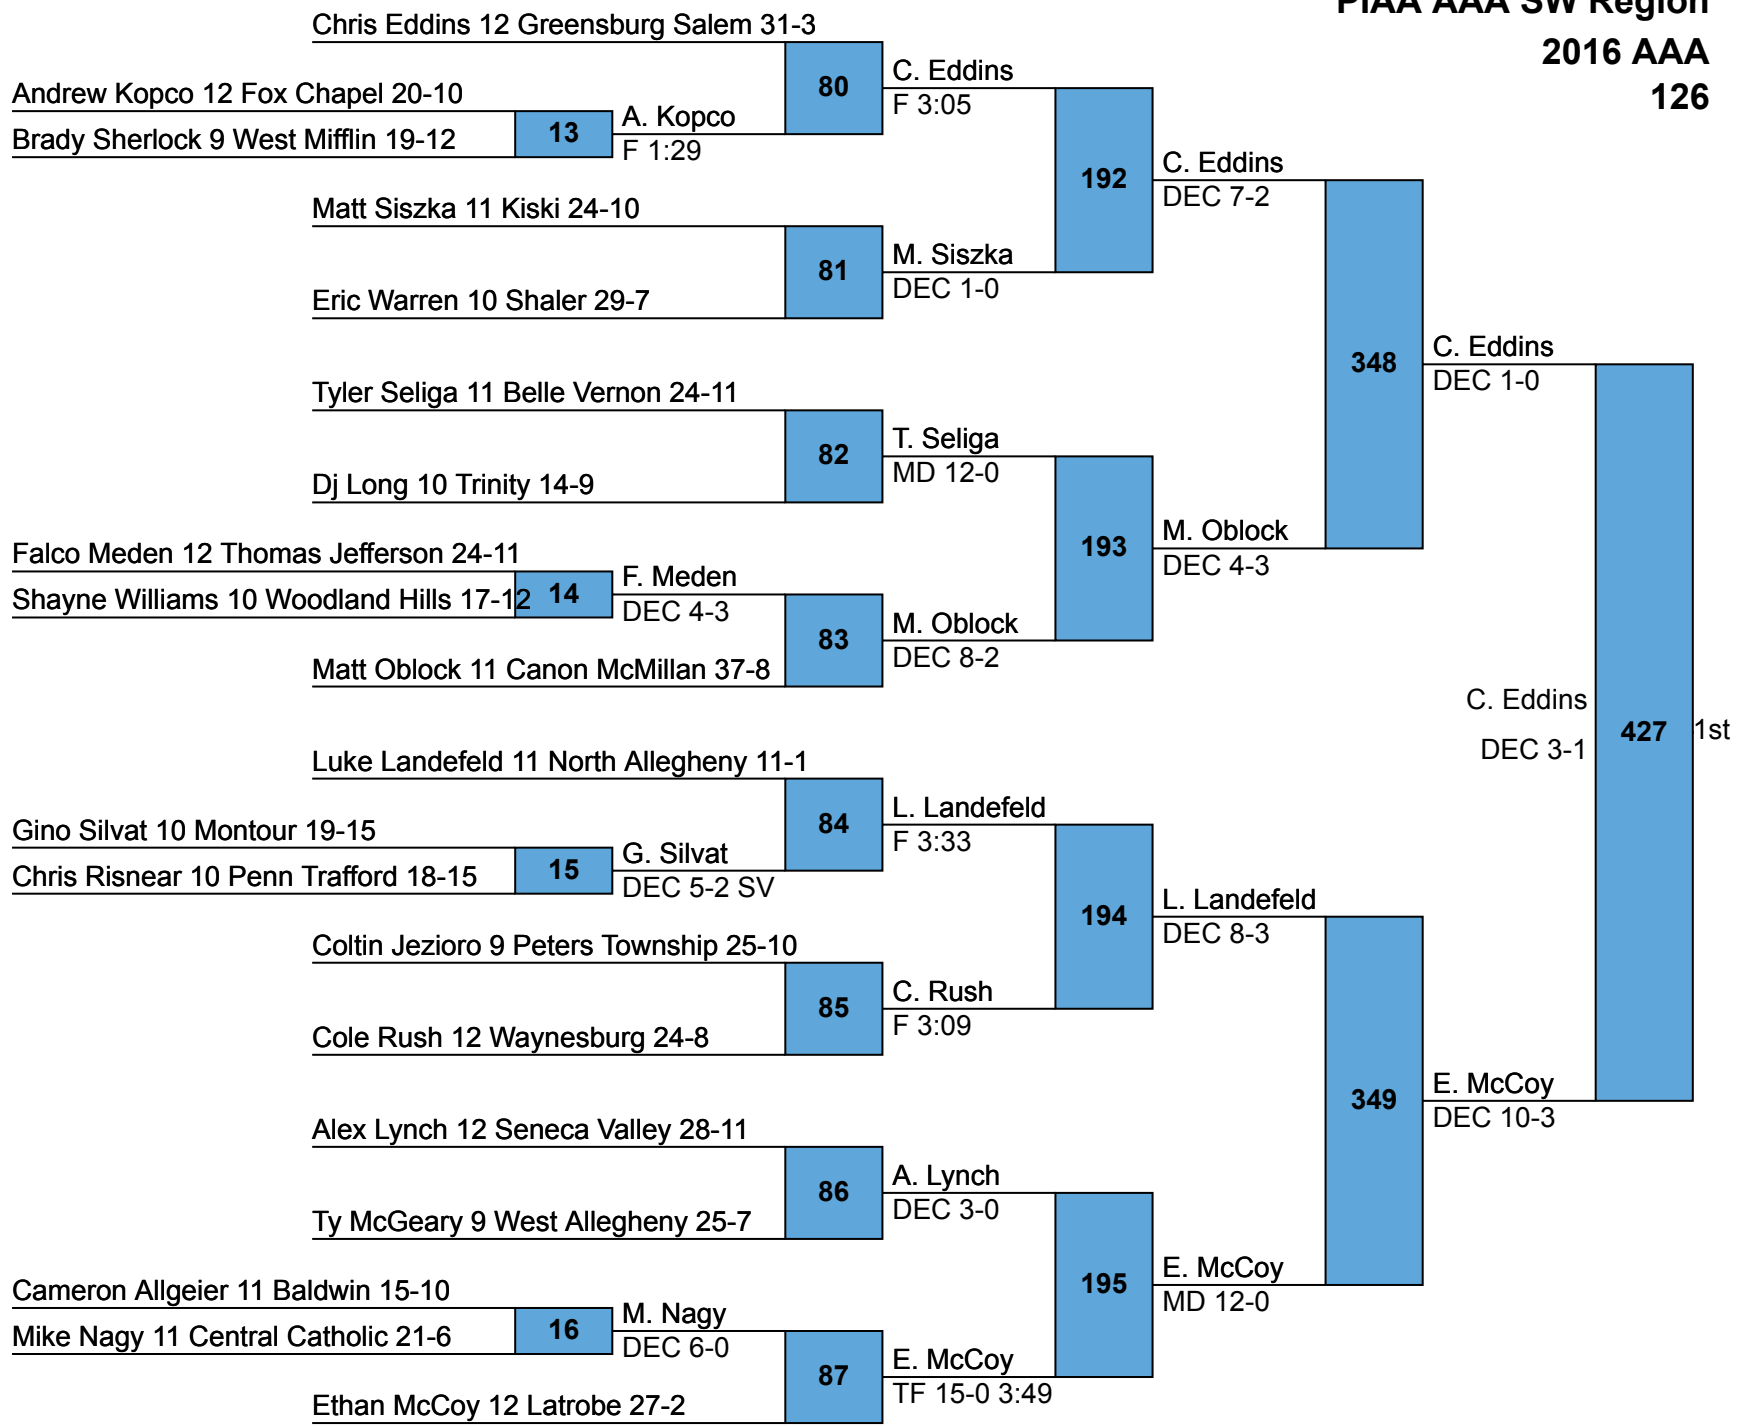 PIAA AAA SW Region
2016 AAA
126
Chris Eddins 12 Greensburg Salem 31-3
80
C. Eddins
F 3:05
Andrew Kopco 12 Fox Chapel 20-10
13
A. Kopco
F 1:29
Brady Sherlock 9 West Mifflin 19-12
192
C. Eddins
DEC 7-2
Matt Siszka 11 Kiski 24-10
81
M. Siszka
DEC 1-0
Eric Warren 10 Shaler 29-7
348
C. Eddins
DEC 1-0
Tyler Seliga 11 Belle Vernon 24-11
82
T. Seliga
MD 12-0
Dj Long 10 Trinity 14-9
193
M. Oblock
DEC 4-3
Falco Meden 12 Thomas Jefferson 24-11
14
F. Meden
DEC 4-3
Shayne Williams 10 Woodland Hills 17-12
83
M. Oblock
DEC 8-2
Matt Oblock 11 Canon McMillan 37-8
C. Eddins
DEC 3-1
427
1st
Luke Landefeld 11 North Allegheny 11-1
84
L. Landefeld
F 3:33
Gino Silvat 10 Montour 19-15
15
G. Silvat
DEC 5-2 SV
Chris Risnear 10 Penn Trafford 18-15
194
L. Landefeld
DEC 8-3
Coltin Jezioro 9 Peters Township 25-10
85
C. Rush
F 3:09
Cole Rush 12 Waynesburg 24-8
349
E. McCoy
DEC 10-3
Alex Lynch 12 Seneca Valley 28-11
86
A. Lynch
DEC 3-0
Ty McGeary 9 West Allegheny 25-7
195
E. McCoy
MD 12-0
Cameron Allgeier 11 Baldwin 15-10
16
M. Nagy
DEC 6-0
Mike Nagy 11 Central Catholic 21-6
87
E. McCoy
TF 15-0 3:49
Ethan McCoy 12 Latrobe 27-2